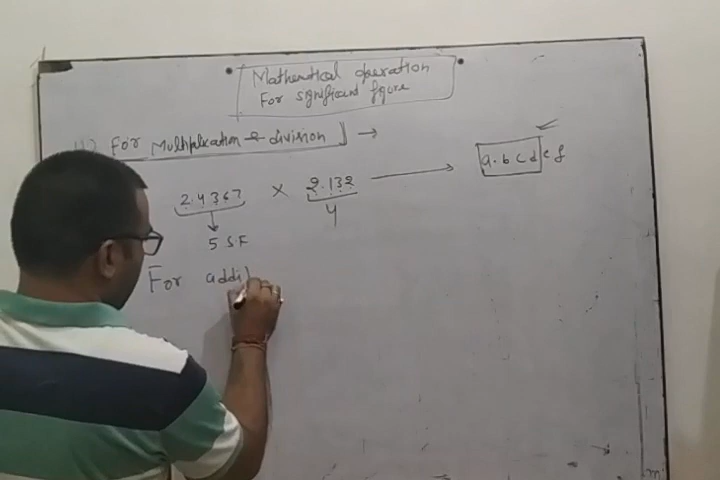 Mathematical operation
For significant figure
(1) For Multiplication & division →
2.4367 × 2.132 → a.bcdef
4
5 S.F
For addi